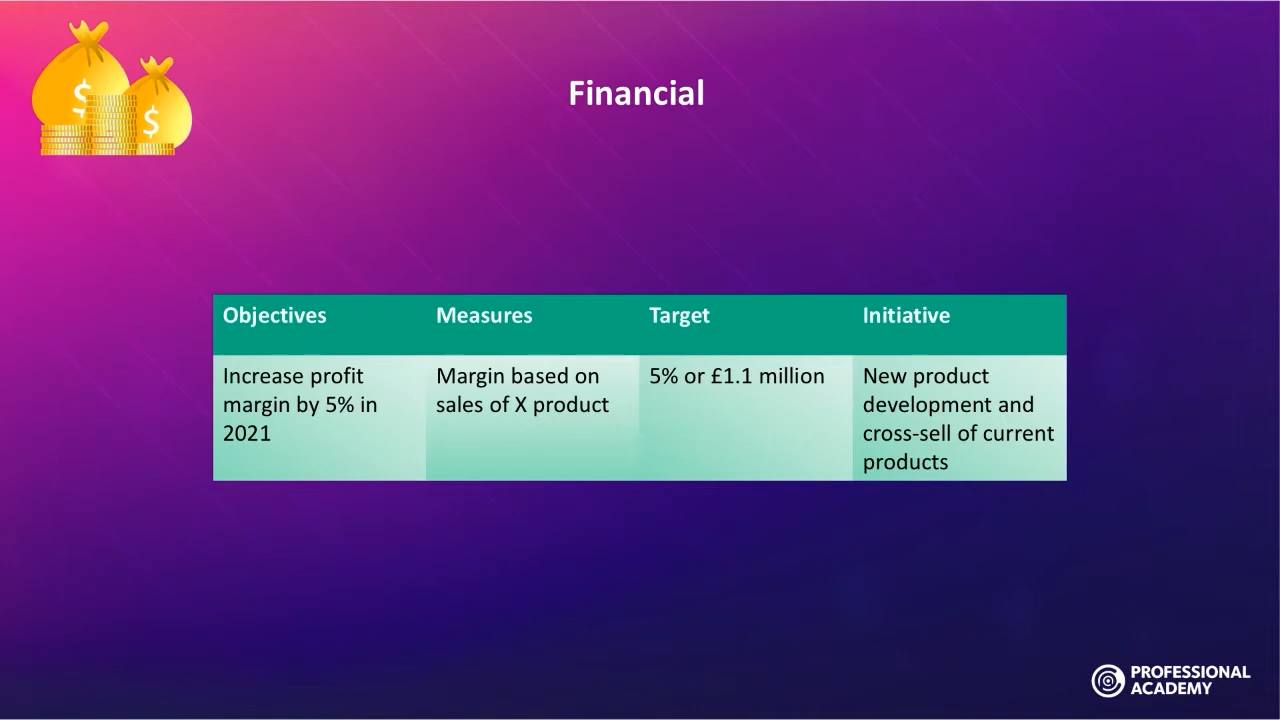 $
$
Financial
Objectives
Measures
Target
Initiative
Increase profit
margin by 5% in
2021
Margin based on
sales of X product
5% or £1.1 million
New product
development and
cross-sell of current
products
PROFESSIONAL
ACADEMY